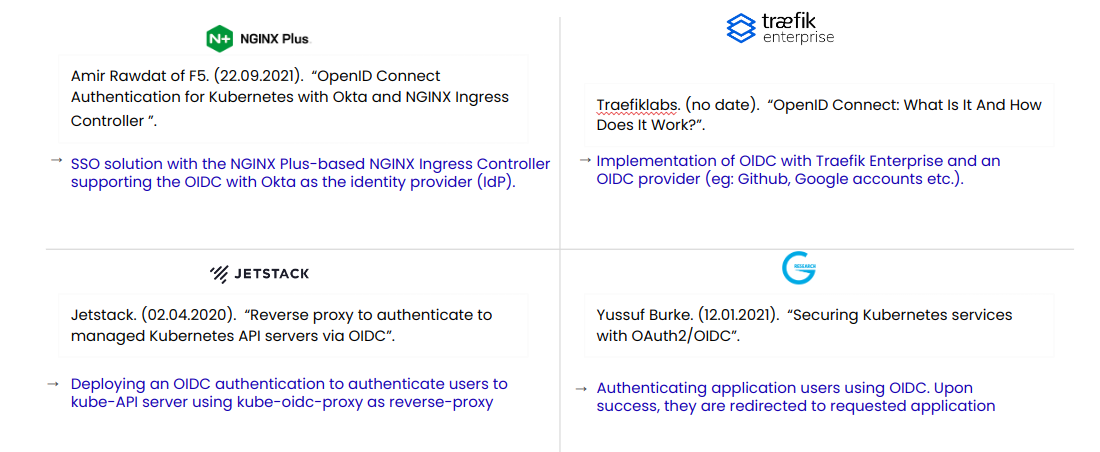 N+ NGINX Plus
Amir Rawdat of F5. (22.09.2021). “OpenID Connect
Authentication for Kubernetes with Okta and NGINX Ingress
Controller ”.
→ SSO solution with the NGINX Plus-based NGINX Ingress Controller
supporting the OIDC with Okta as the identity provider (IdP).
træfik
enterprise
Traefiklabs. (no date). “OpenID Connect: What Is It And How
Does It Work?”.
→ Implementation of OIDC with Traefik Enterprise and an
OIDC provider (eg: Github, Google accounts etc.).
JETSTACK
Jetstack. (02.04.2020). “Reverse proxy to authenticate to
managed Kubernetes API servers via OIDC”.
→ Deploying an OIDC authentication to authenticate users to
kube-API server using kube-oidc-proxy as reverse-proxy
G RESEARCH
Yussuf Burke. (12.01.2021). “Securing Kubernetes services
with OAuth2/OIDC”.
→ Authenticating application users using OIDC. Upon
success, they are redirected to requested application